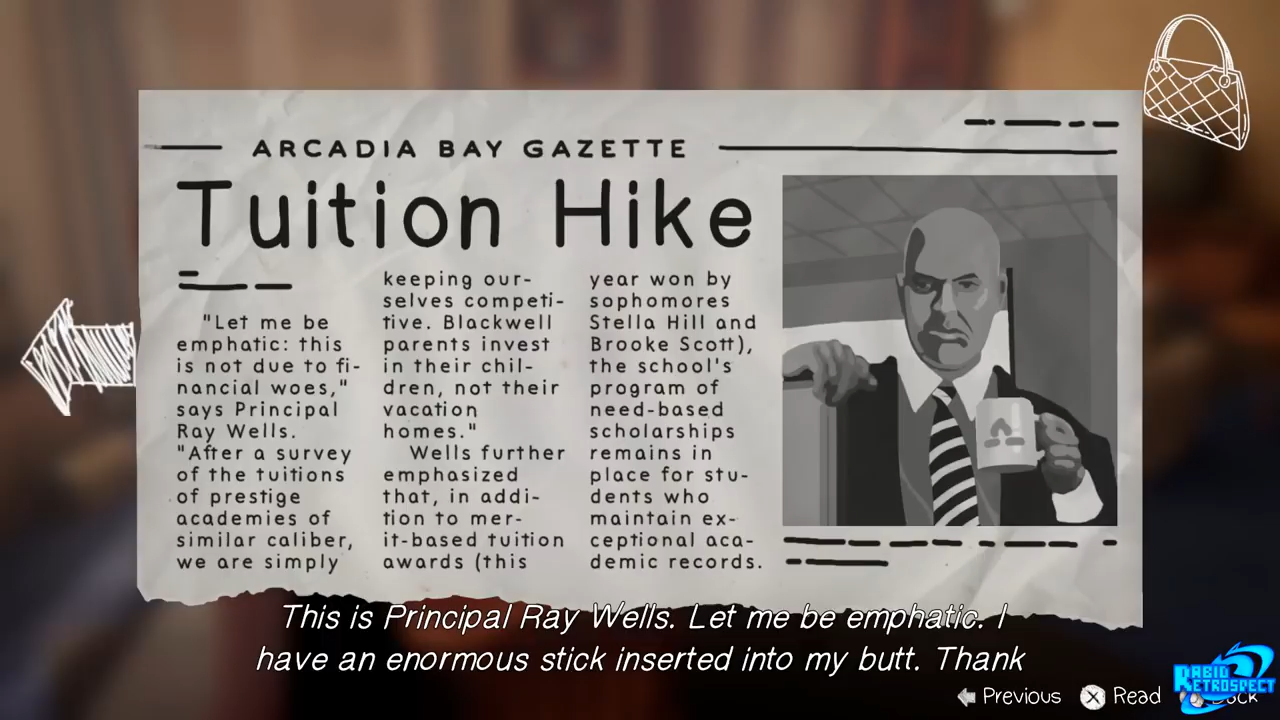 ARCADIA BAY GAZETTE
Tuition Hike
"Let me be
emphatic: this
is not due to fi-
nancial woes,"
says Principal
Ray Wells.
"After a survey
of the tuitions
of prestige
academies of
similar caliber,
we are simply
keeping our-
selves competi-
tive. Blackwell
parents invest
in their chil-
dren, not their
vacation
homes."
Wells further
emphasized
that, in addi-
tion to mer-
it-based tuition
awards (this
year won by
sophomores
Stella Hill and
Brooke Scott),
the school's
program of
need-based
scholarships
remains in
place for stu-
dents who
maintain ex-
ceptional aca-
demic records.
This is Principal Ray Wells. Let me be emphatic. I
have an enormous stick inserted into my butt. Thank
Previous X Read
RABID
RETROSPECT